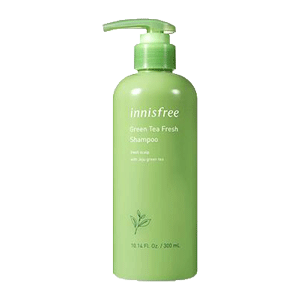 innisfree
Green Tea Fresh
Shampoo
with jeju green tea
10.14 FL. OZ. / 300 mL